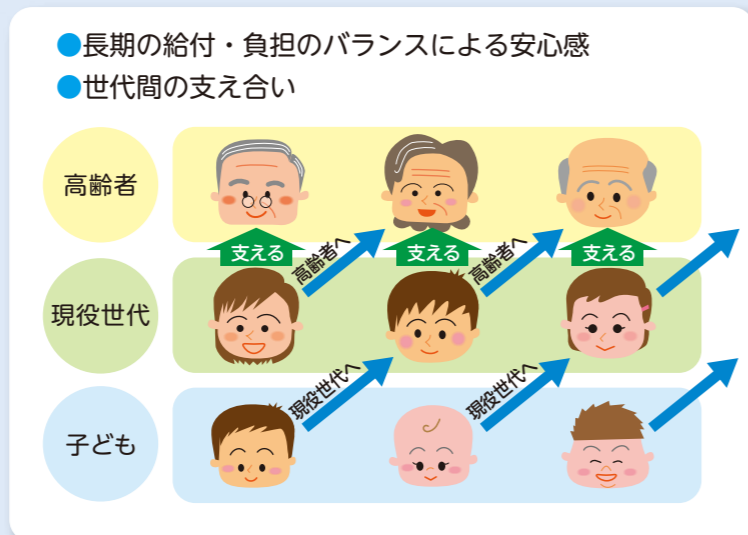 ●長期の給付・負担のバランスによる安心感
●世代間の支え合い
高齢者
支える
高齢者へ
支える
高齢者へ
支える
現役世代
現役世代へ
現役世代へ
子ども